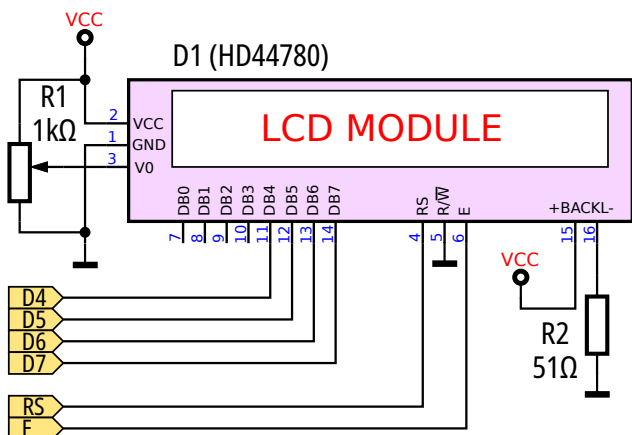 VCC
D1 (HD44780)
R1
1kΩ
2 VCC
1 GND
3 V0
LCD MODULE
DB0 DB1 DB2 DB3 DB4 DB5 DB6 DB7 RS R/W̅ E +BACKL-
7 8 9 10 11 12 13 14 4 5 6 15 16
VCC
D4
D5
D6
D7
R2
51Ω
RS
E